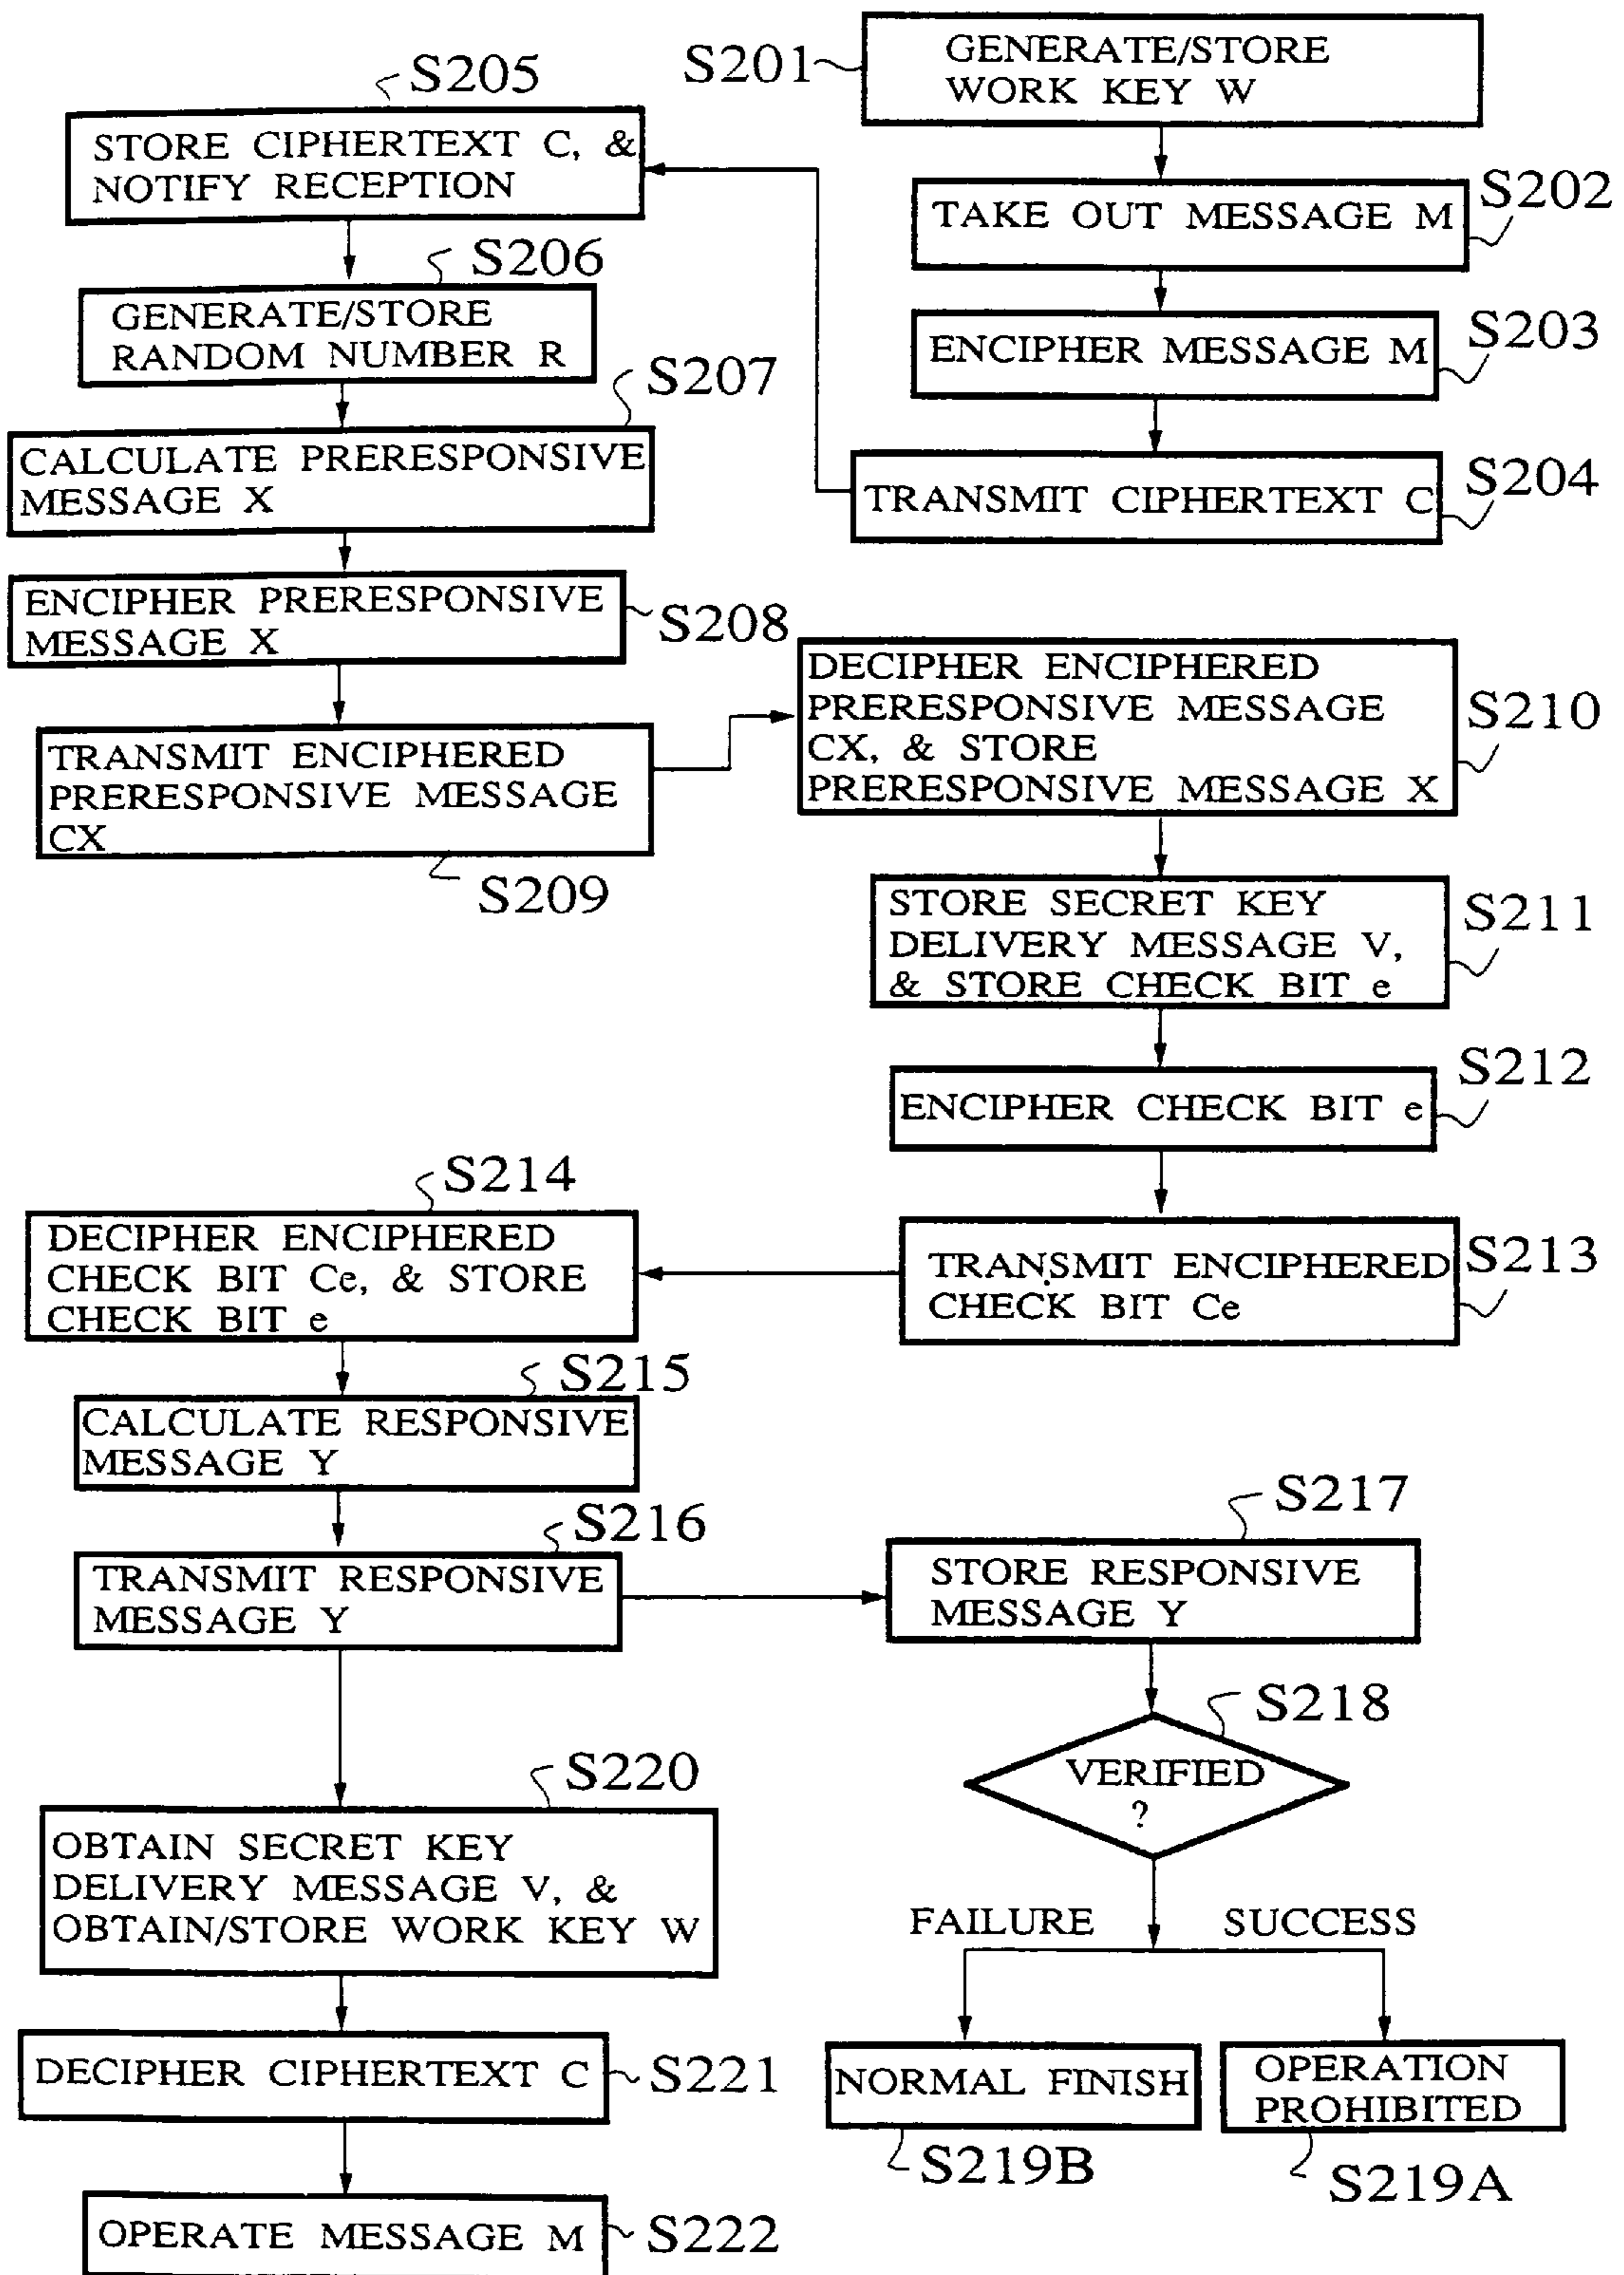 S201
GENERATE/STORE
WORK KEY W
S202
TAKE OUT MESSAGE M
S203
ENCIPHER MESSAGE M
S204
TRANSMIT CIPHERTEXT C
S205
STORE CIPHERTEXT C, &
NOTIFY RECEPTION
S206
GENERATE/STORE
RANDOM NUMBER R
S207
CALCULATE PRERESPONSIVE
MESSAGE X
ENCIPHER PRERESPONSIVE
MESSAGE X
S208
TRANSMIT ENCIPHERED
PRERESPONSIVE MESSAGE
CX
S209
DECIPHER ENCIPHERED
PRERESPONSIVE MESSAGE
CX, & STORE
PRERESPONSIVE MESSAGE X
S210
STORE SECRET KEY
DELIVERY MESSAGE V,
& STORE CHECK BIT e
S211
S212
ENCIPHER CHECK BIT e
TRANSMIT ENCIPHERED
CHECK BIT Ce
S213
S214
DECIPHER ENCIPHERED
CHECK BIT Ce, & STORE
CHECK BIT e
S215
CALCULATE RESPONSIVE
MESSAGE Y
S216
TRANSMIT RESPONSIVE
MESSAGE Y
S217
STORE RESPONSIVE
MESSAGE Y
S218
VERIFIED
?
FAILURE
SUCCESS
NORMAL FINISH
S219B
OPERATION
PROHIBITED
S219A
S220
OBTAIN SECRET KEY
DELIVERY MESSAGE V, &
OBTAIN/STORE WORK KEY W
DECIPHER CIPHERTEXT C
S221
OPERATE MESSAGE M
S222